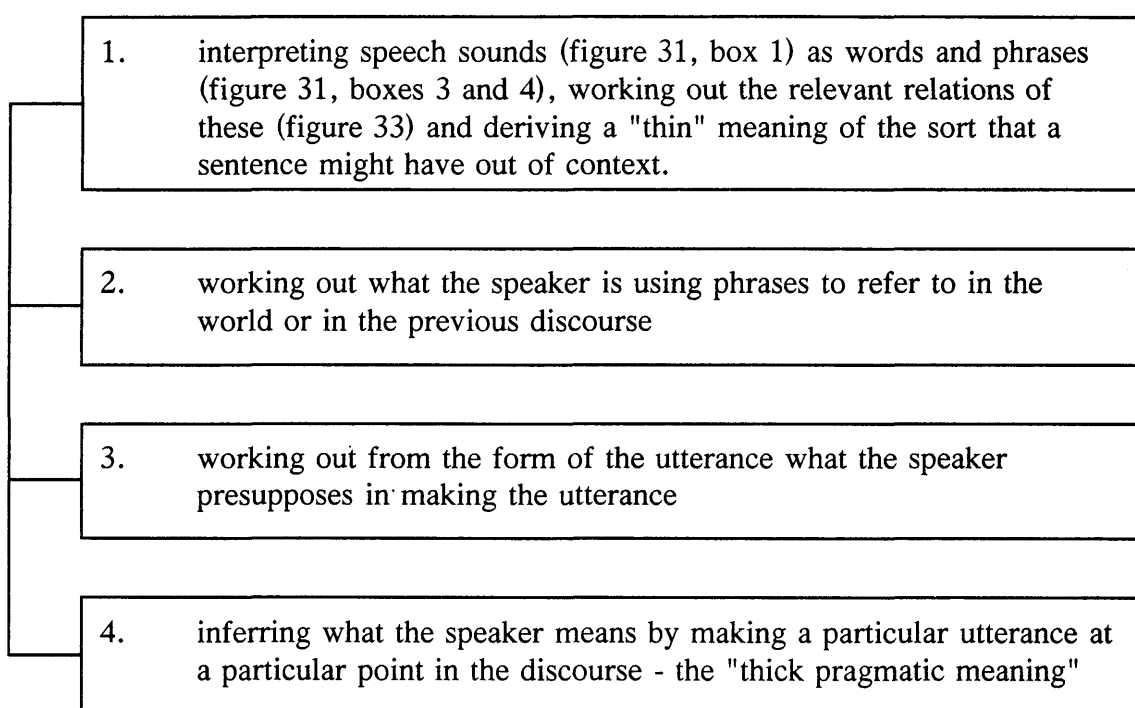 1. interpreting speech sounds (figure 31, box 1) as words and phrases
(figure 31, boxes 3 and 4), working out the relevant relations of
these (figure 33) and deriving a "thin" meaning of the sort that a
sentence might have out of context.
2. working out what the speaker is using phrases to refer to in the
world or in the previous discourse
3. working out from the form of the utterance what the speaker
presupposes in making the utterance
4. inferring what the speaker means by making a particular utterance at
a particular point in the discourse - the "thick pragmatic meaning"